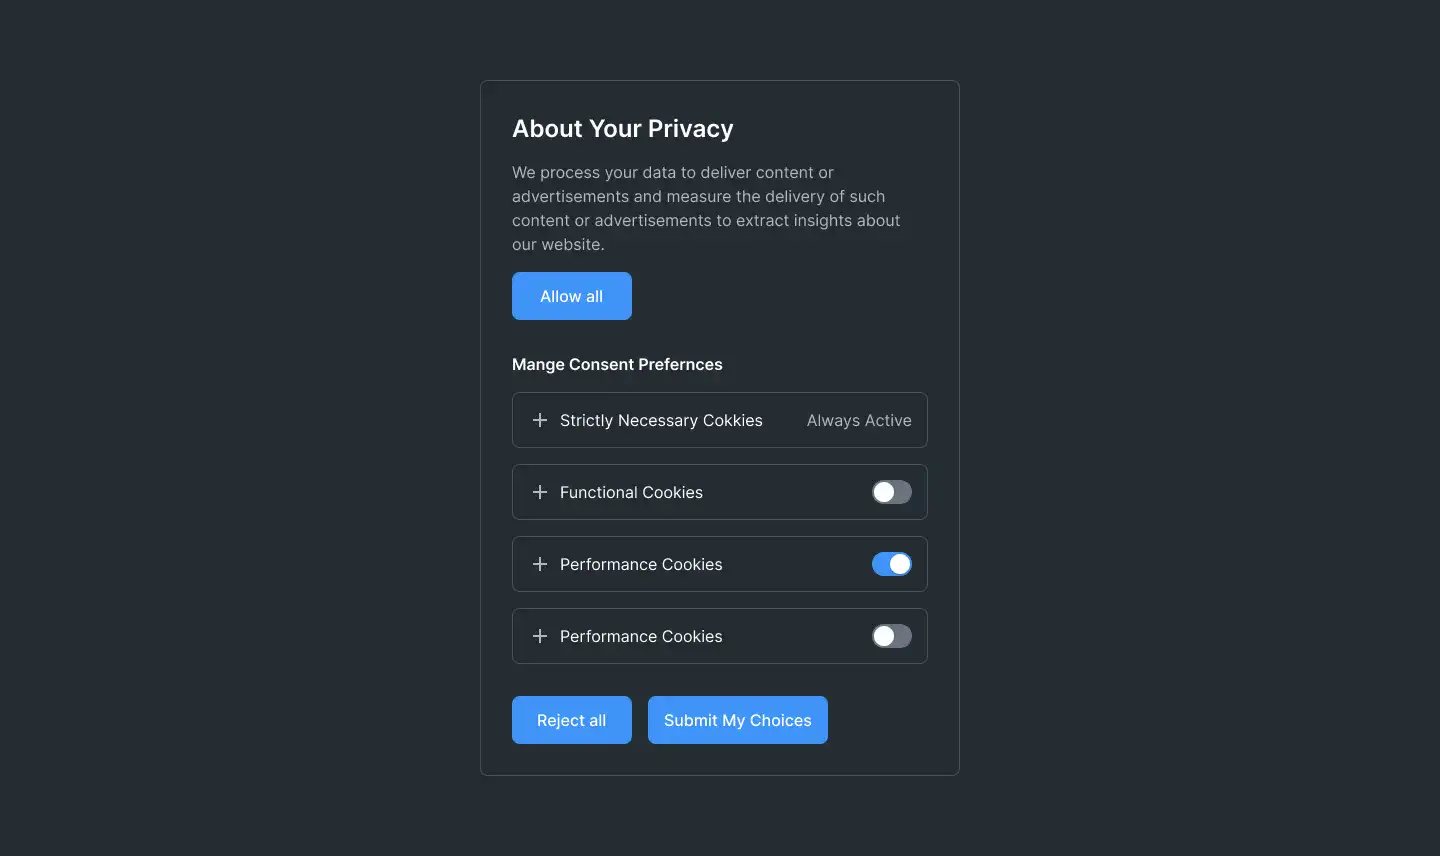 About Your Privacy
We process your data to deliver content or
advertisements and measure the delivery of such
content or advertisements to extract insights about
our website.
Allow all
Mange Consent Prefernces
Strictly Necessary Cokkies Always Active
Functional Cookies
Performance Cookies
Performance Cookies
Reject all Submit My Choices